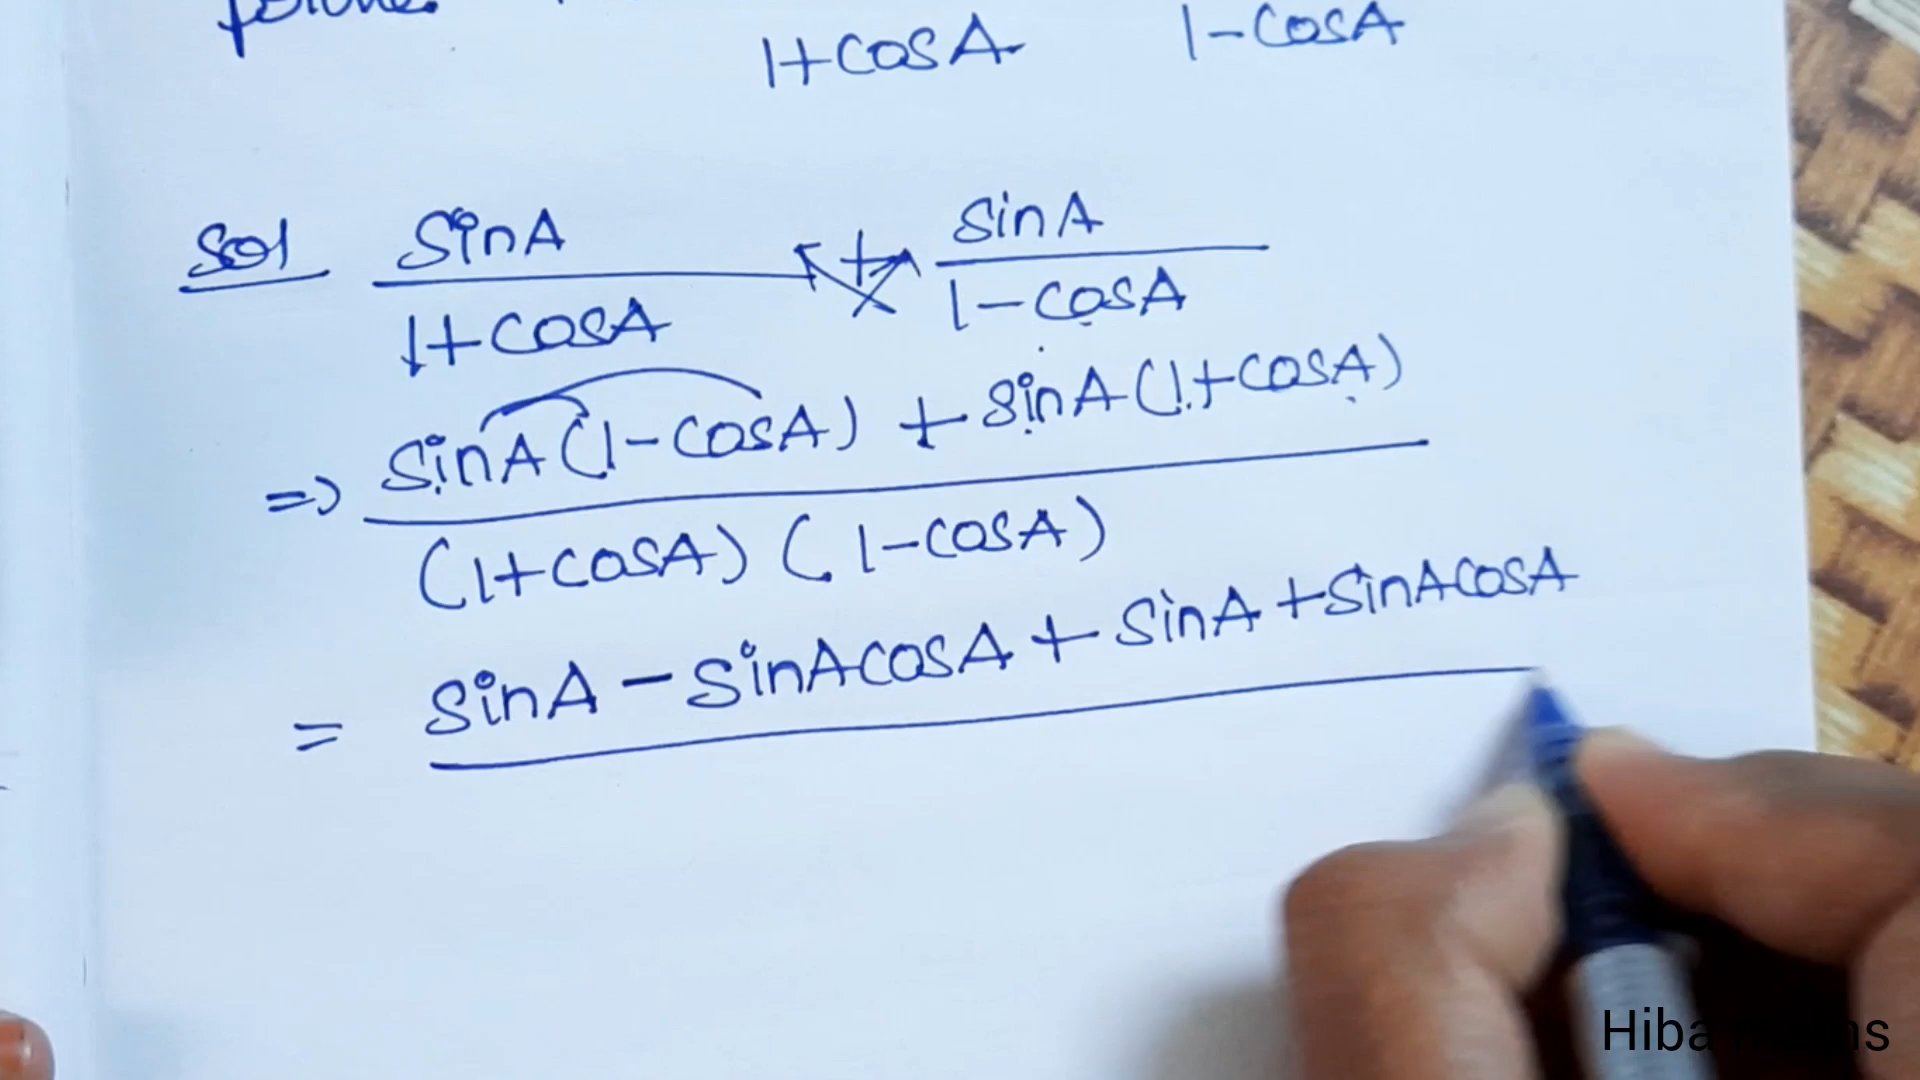 1+cosA 1-cosA
Sol sinA + sinA
1+cosA 1-cosA
=> sinA(1-cosA) + sinA(1+cosA)
(1+cosA) (1-cosA)
= sinA - sinAcosA + sinA + sinAcosA